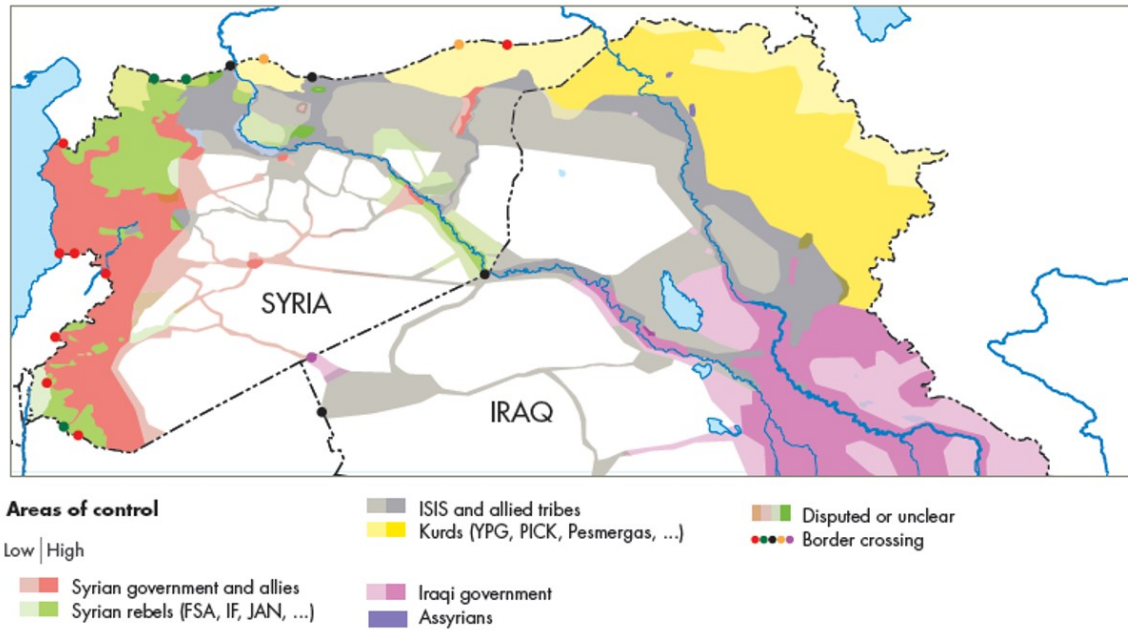 SYRIA
IRAQ
Areas of control
Low | High
Syrian government and allies
Syrian rebels (FSA, IF, JAN, ...)
ISIS and allied tribes
Kurds (YPG, PICK, Pesmergas, ...)
Iraqi government
Assyrians
Disputed or unclear
Border crossing